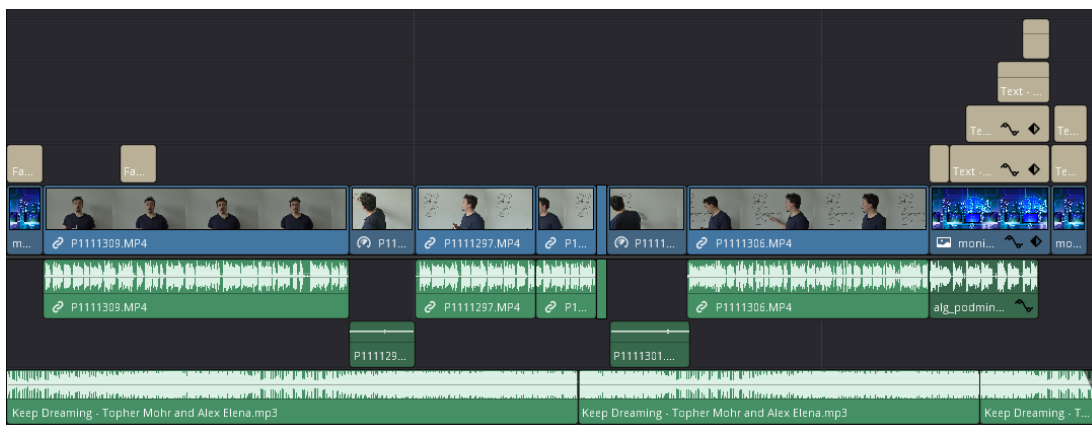 Text - ...
Te...
Te...
Fa...
Fa...
Text -...
Te...
m...
P1111309.MP4
P11...
P1111297.MP4
P1...
P1111...
P1111306.MP4
moni...
mo...
P1111309.MP4
P1111297.MP4
P1...
P1111306.MP4
alg_podmin...
P111129...
P1111301....
Keep Dreaming - Topher Mohr and Alex Elena.mp3
Keep Dreaming - Topher Mohr and Alex Elena.mp3
Keep Dreaming - T...